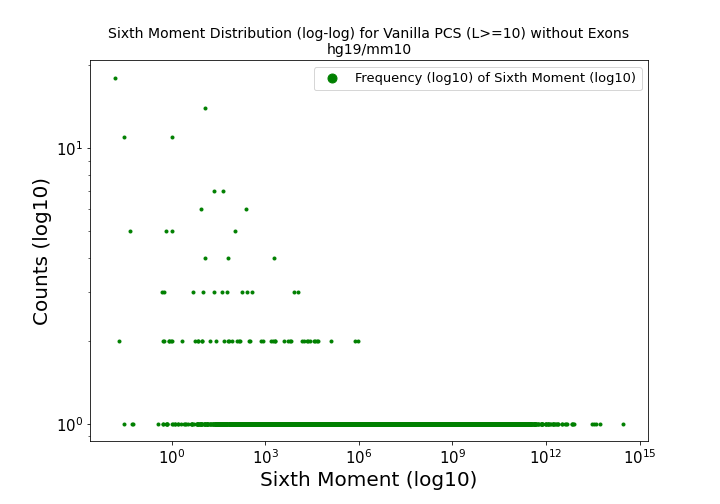 Sixth Moment Distribution (log-log) for Vanilla PCS (L>=10) without Exons
hg19/mm10
Frequency (log10) of Sixth Moment (log10)
Counts (log10)
10¹
10⁰
10⁰ 10³ 10⁶ 10⁹ 10¹² 10¹⁵
Sixth Moment (log10)